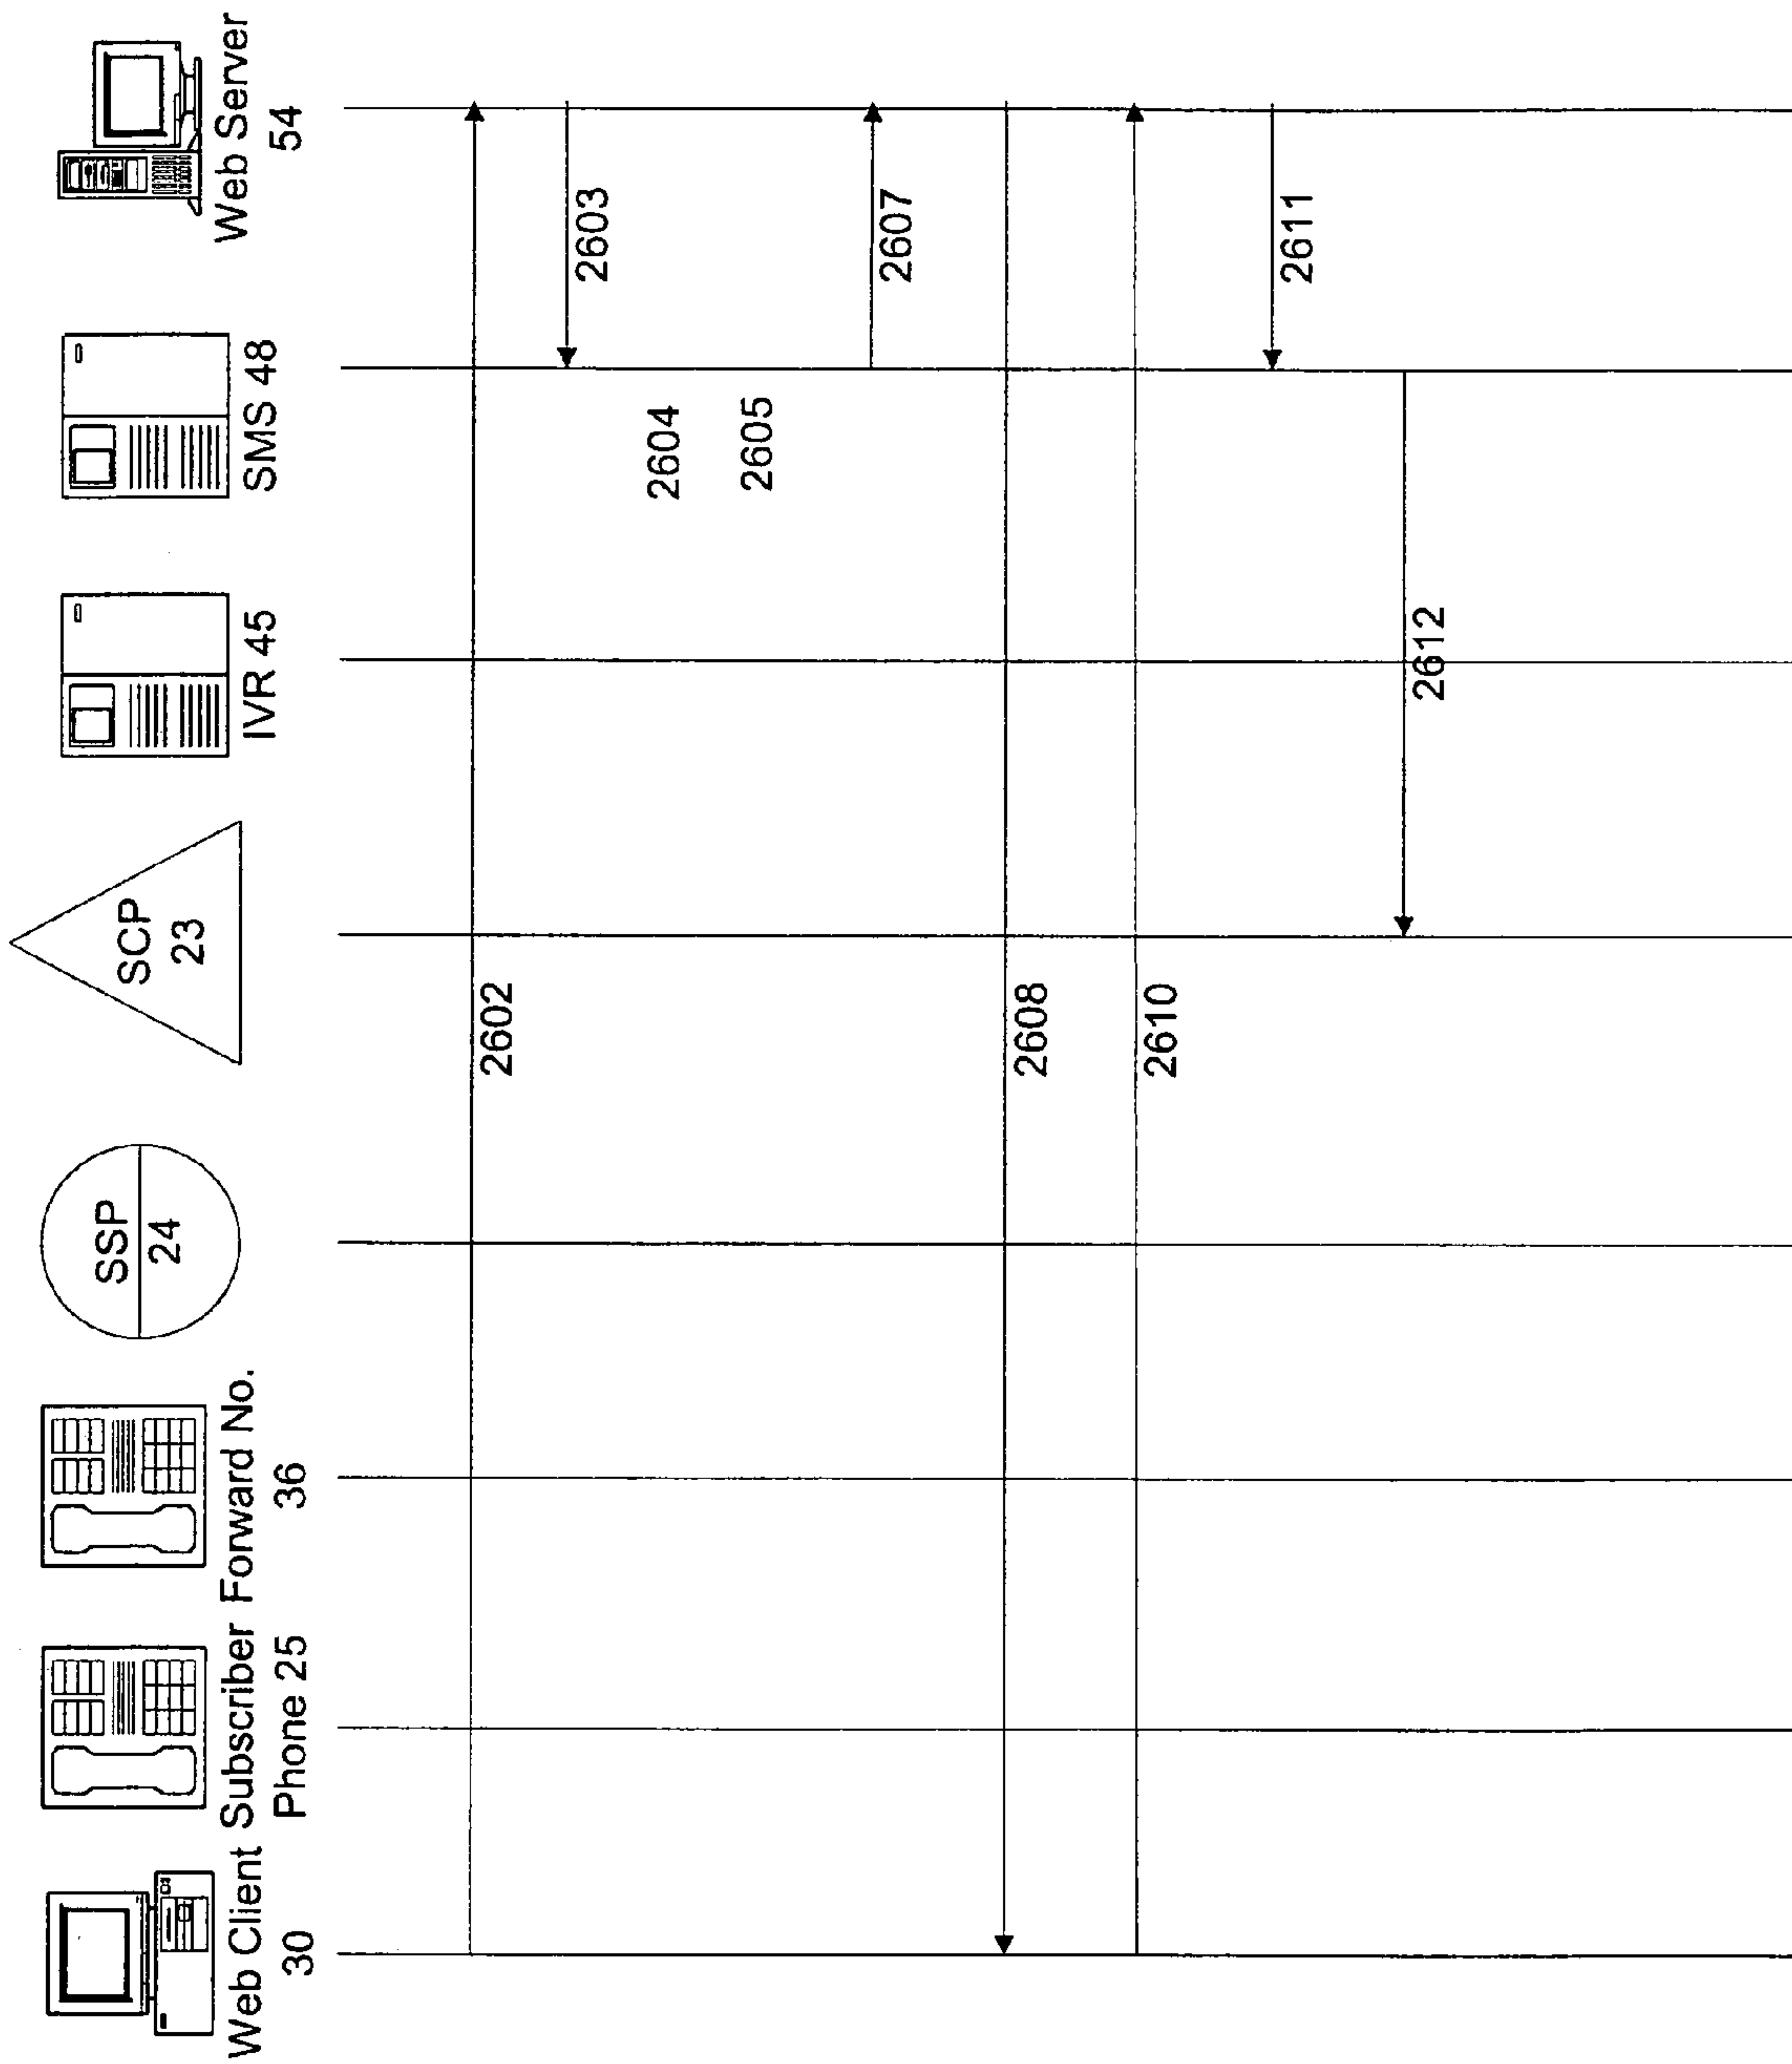 Web Client
30
Subscriber
Phone 25
Forward No.
36
SSP
24
SCP
23
IVR 45
SMS 48
Web Server
54
2602
2603
2604
2605
2607
2608
2610
2611
2612